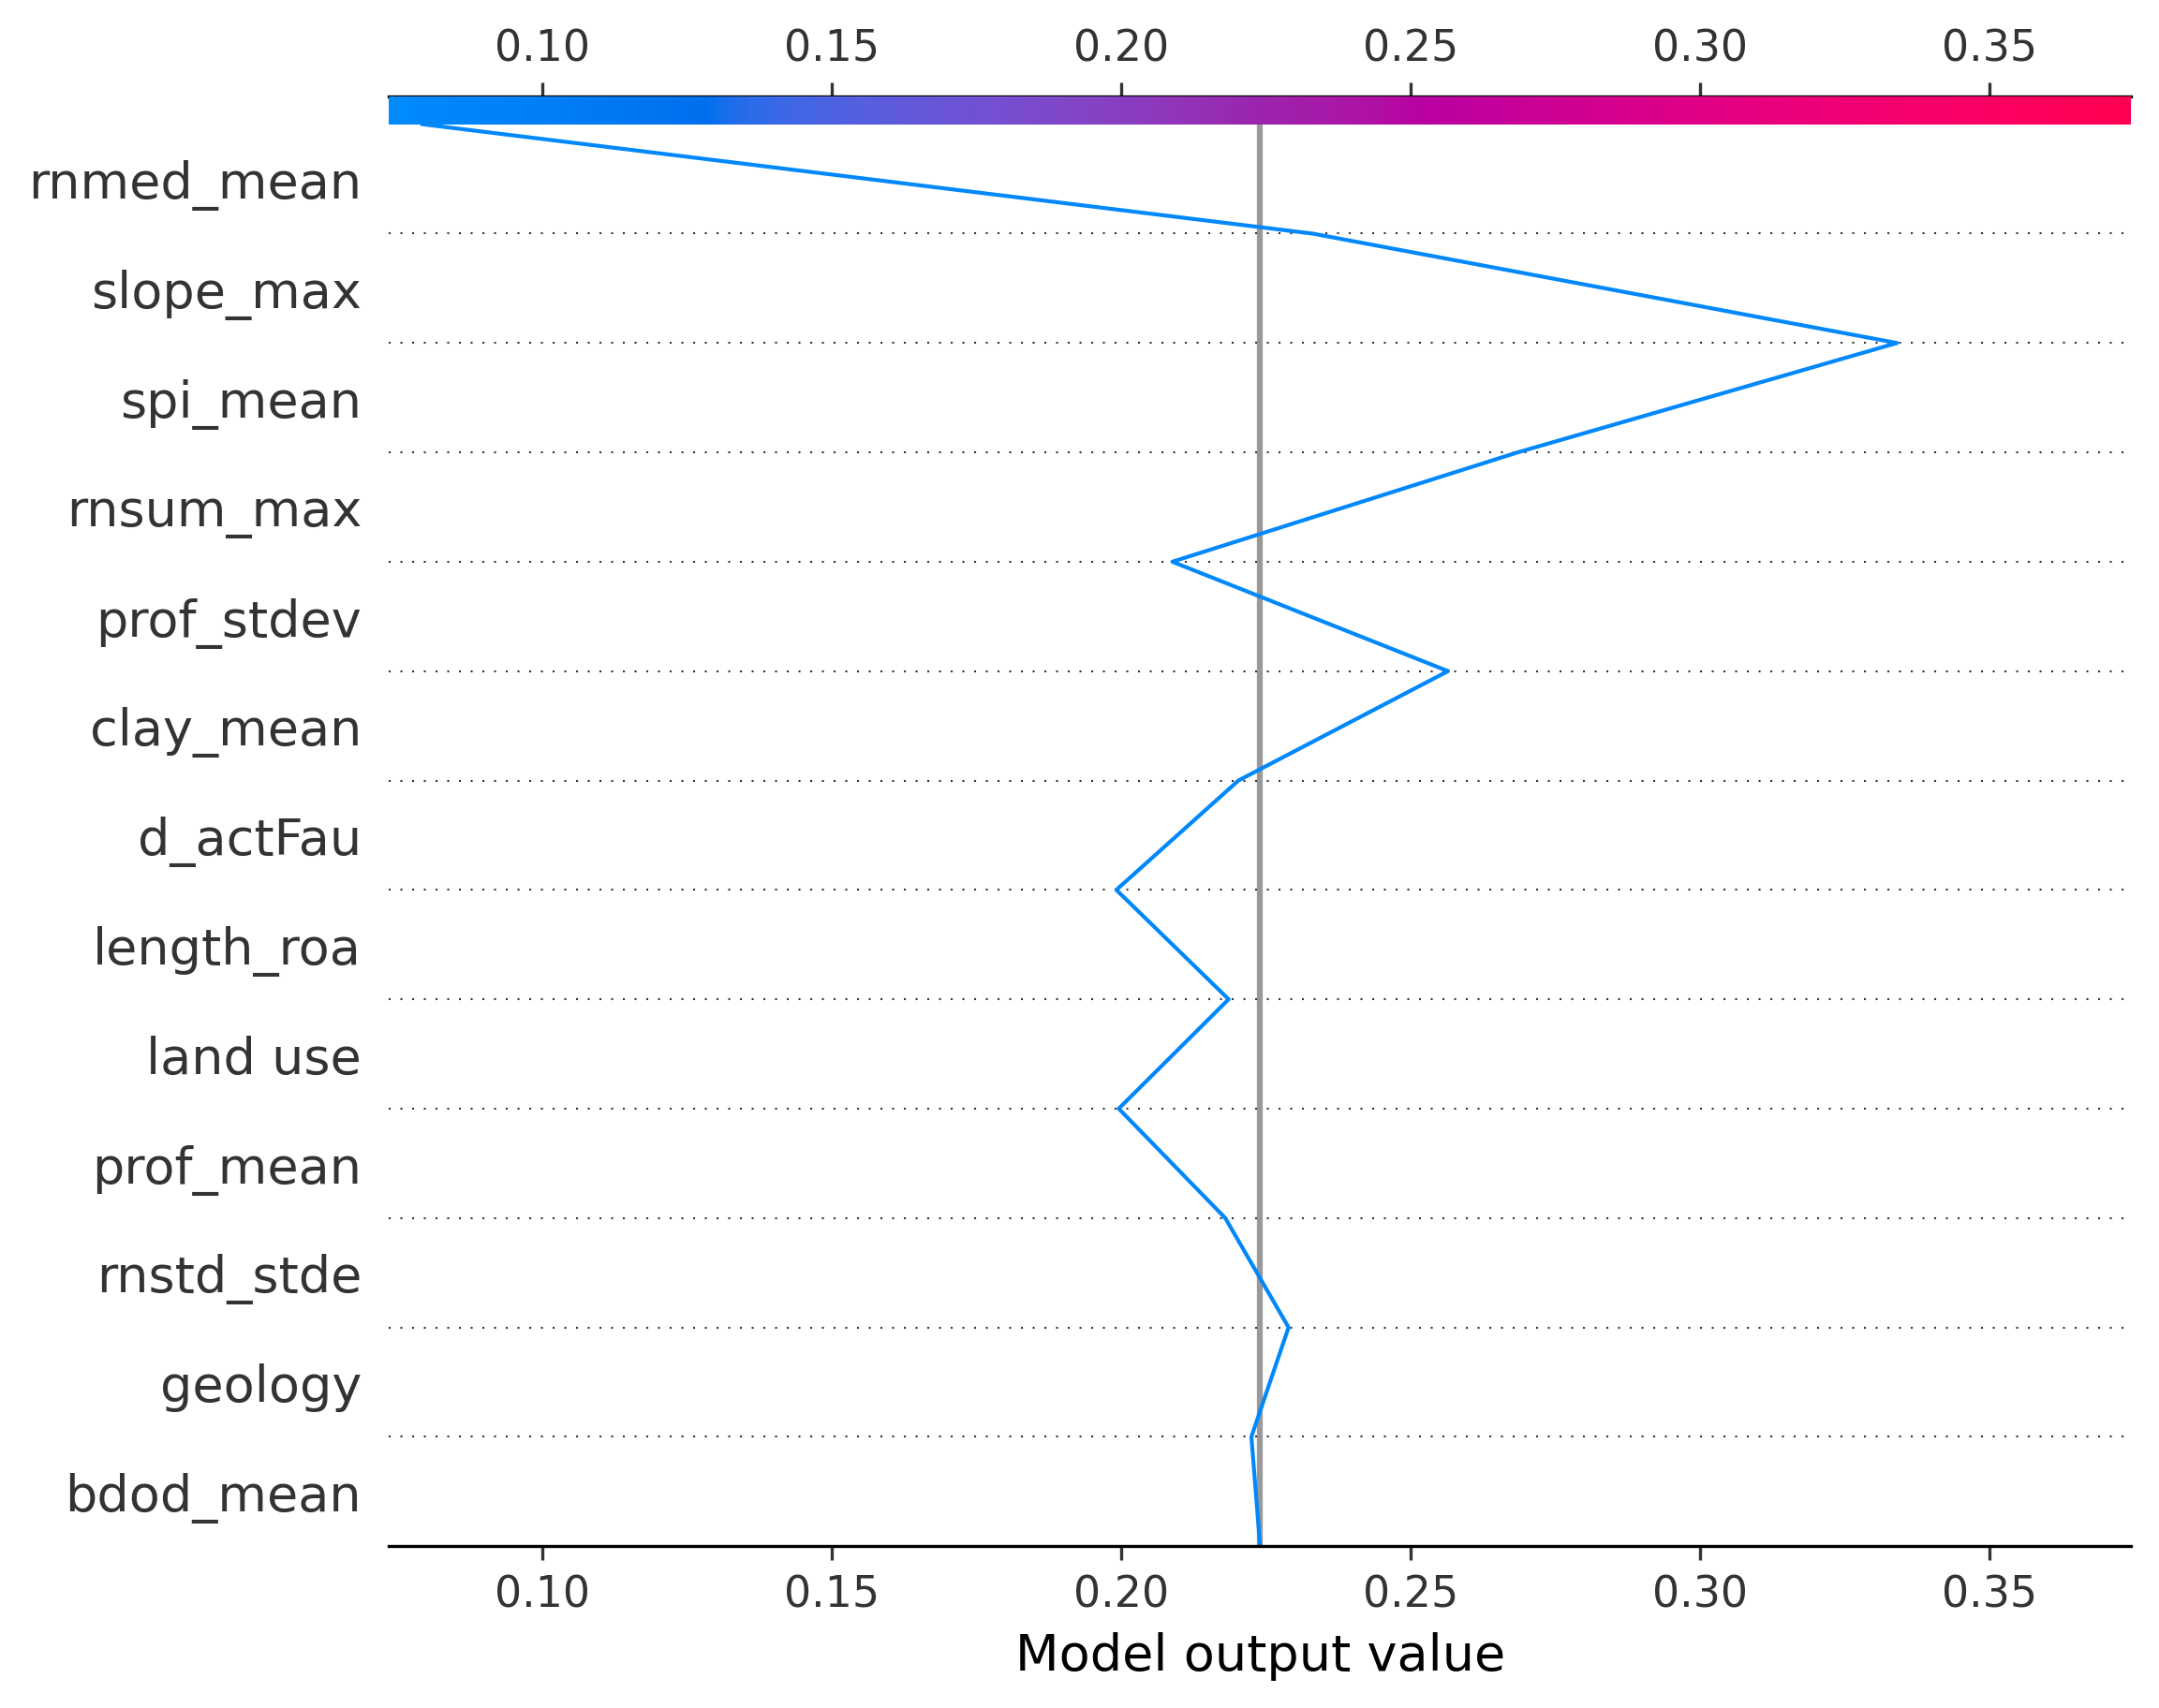 0.10 0.15 0.20 0.25 0.30 0.35
rnmed_mean
slope_max
spi_mean
rnsum_max
prof_stdev
clay_mean
d_actFau
length_roa
land use
prof_mean
rnstd_stde
geology
bdod_mean
0.10 0.15 0.20 0.25 0.30 0.35
Model output value